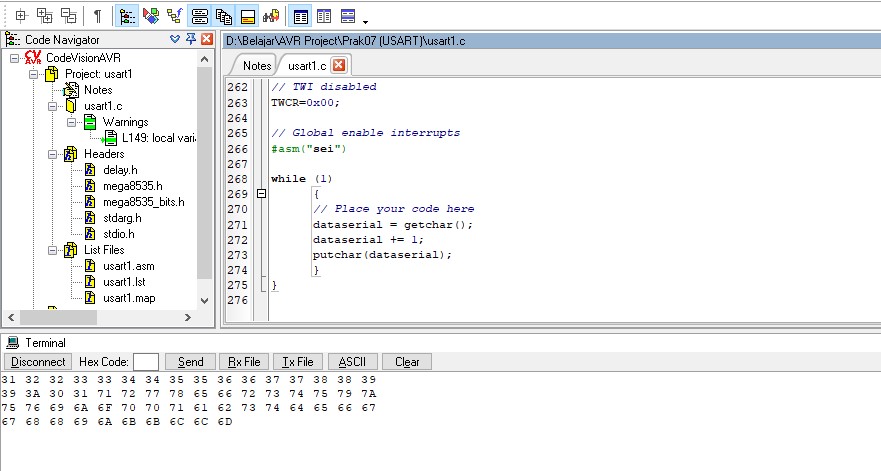 Code Navigator
CodeVisionAVR
Project: usart1
Notes
usart1.c
Warnings
L149: local vari
Headers
delay.h
mega8535.h
mega8535_bits.h
stdarg.h
stdio.h
List Files
usart1.asm
usart1.lst
usart1.map
D:\Belajar\AVR Project\Prak07 (USART)\usart1.c
Notes usart1.c
262 // TWI disabled
263 TWCR=0x00;
264
265 // Global enable interrupts
266 #asm("sei")
267
268 while (1)
269 {
270 // Place your code here
271 dataserial = getchar();
272 dataserial += 1;
273 putchar(dataserial);
274 }
275 }
276
Terminal
Disconnect Hex Code: Send Rx File Tx File ASCII Clear
31 32 32 33 33 34 34 35 35 36 36 37 37 38 38 39
39 3A 30 31 71 72 77 78 65 66 72 73 74 75 79 7A
75 76 69 6A 6F 70 70 71 61 62 73 74 64 65 66 67
67 68 68 69 6A 6B 6B 6C 6C 6D